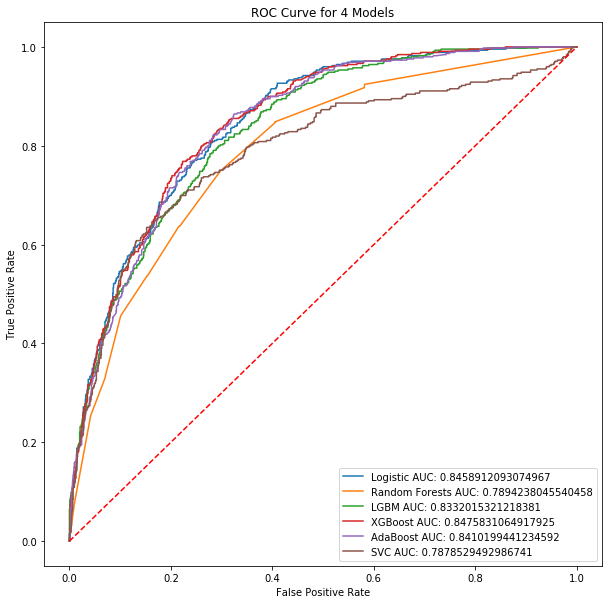 ROC Curve for 4 Models
True Positive Rate
1.0
0.8
0.6
0.4
0.2
0.0
Logistic AUC: 0.8458912093074967
Random Forests AUC: 0.7894238045540458
LGBM AUC: 0.8332015321218381
XGBoost AUC: 0.8475831064917925
AdaBoost AUC: 0.8410199441234592
SVC AUC: 0.7878529492986741
0.0 0.2 0.4 0.6 0.8 1.0
False Positive Rate